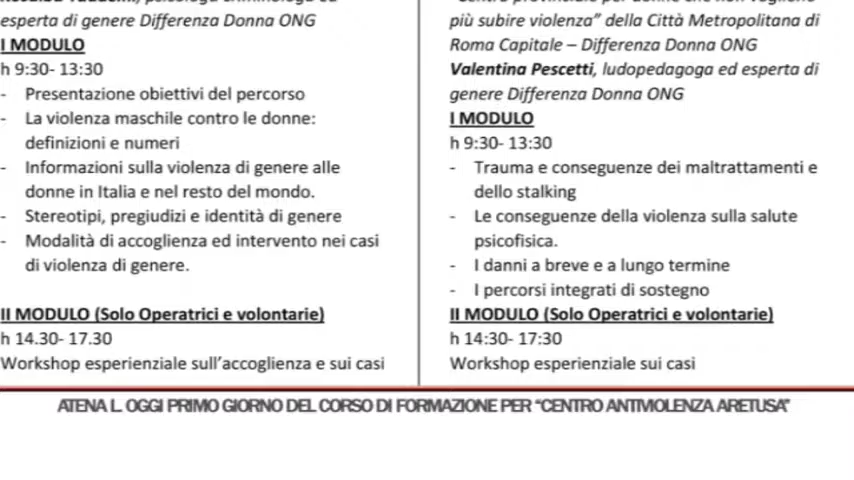 esperta di genere Differenza Donna ONG
I MODULO
h 9:30- 13:30
- Presentazione obiettivi del percorso
- La violenza maschile contro le donne:
definizioni e numeri
- Informazioni sulla violenza di genere alle
donne in Italia e nel resto del mondo.
- Stereotipi, pregiudizi e identità di genere
- Modalità di accoglienza ed intervento nei casi
di violenza di genere.
II MODULO (Solo Operatrici e volontarie)
h 14.30- 17.30
Workshop esperienziale sull'accoglienza e sui casi
più subire violenza” della Città Metropolitana di
Roma Capitale – Differenza Donna ONG
Valentina Pescetti, ludopedagoga ed esperta di
genere Differenza Donna ONG
I MODULO
h 9:30- 13:30
- Trauma e conseguenze dei maltrattamenti e
dello stalking
- Le conseguenze della violenza sulla salute
psicofisica.
- I danni a breve e a lungo termine
- I percorsi integrati di sostegno
II MODULO (Solo Operatrici e volontarie)
h 14:30- 17:30
Workshop esperienziale sui casi
ATENA L. OGGI PRIMO GIORNO DEL CORSO DI FORMAZIONE PER “CENTRO ANTIVIOLENZA ARETUSA”